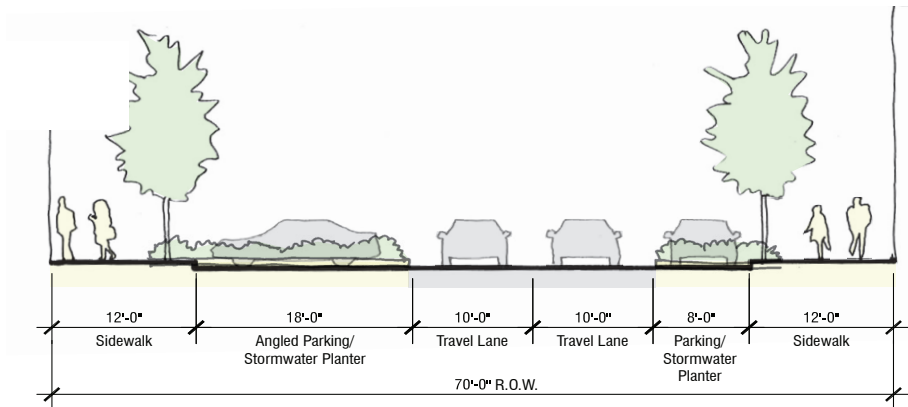 12'-0"
18'-0"
10'-0"
10'-0"
8'-0"
12'-0"
Sidewalk
Angled Parking/
Stormwater Planter
Travel Lane
Travel Lane
Parking/
Stormwater
Planter
Sidewalk
70'-0" R.O.W.